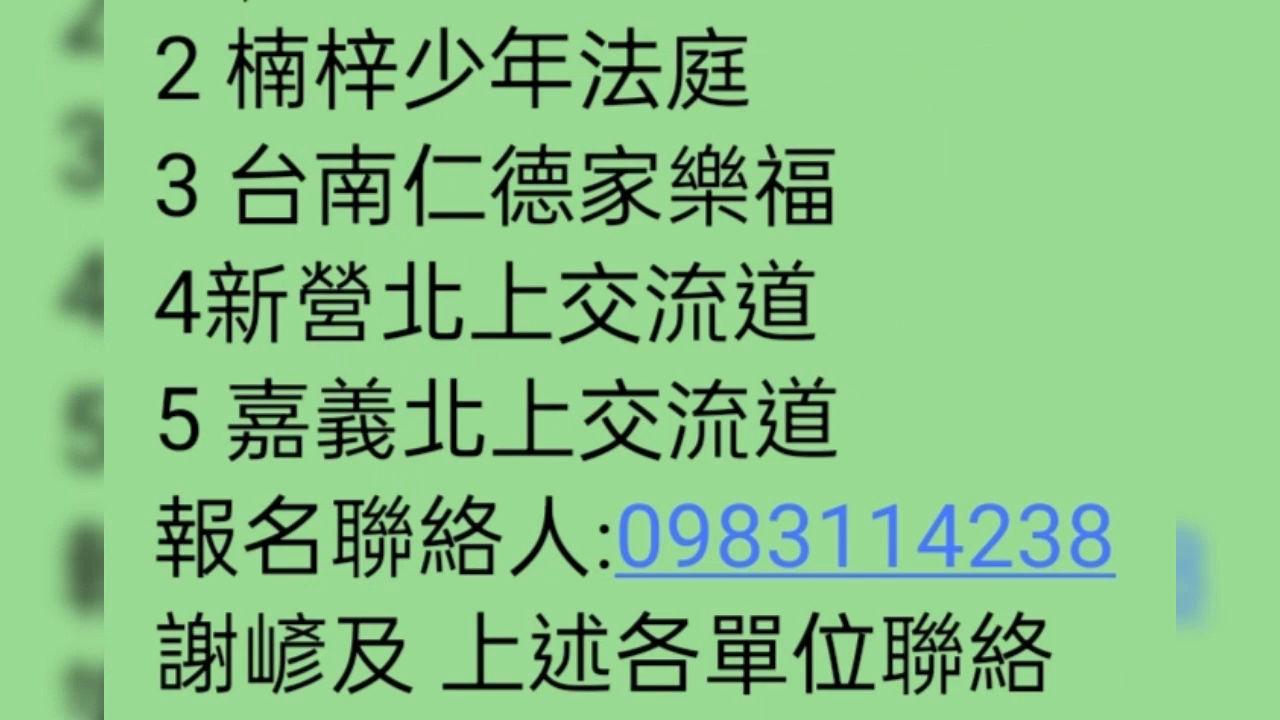 2 楠梓少年法庭
3 台南仁德家樂福
4新營北上交流道
5 嘉義北上交流道
報名聯絡人:0983114238
謝嵃及 上述各單位聯絡